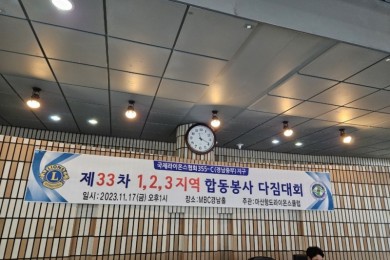 국제라이온스협회355-C(경남동부)지구
제33차 1,2,3지역 합동봉사 다짐대회
일시:2023.11.17(금) 오후1시 장소:MBC경남홀 주관:마산팔도라이온스클럽